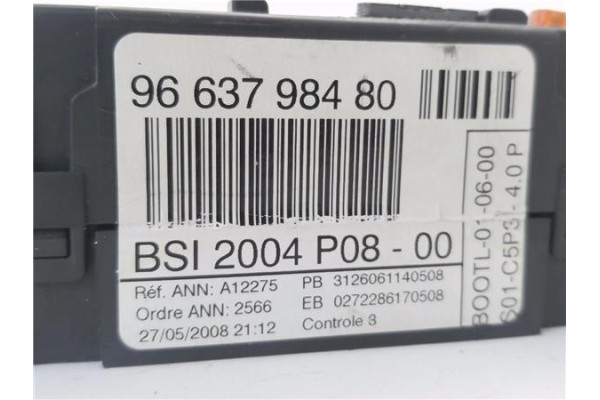 96 637 984 80
BSI 2004 P08 - 00
Réf. ANN: A12275 PB 3126061140508
Ordre ANN: 2566 EB 0272286170508
27/05/2008 21:12 Controle 3
BOOTL-01-06-00
S01-C5P3 - 4.0 P